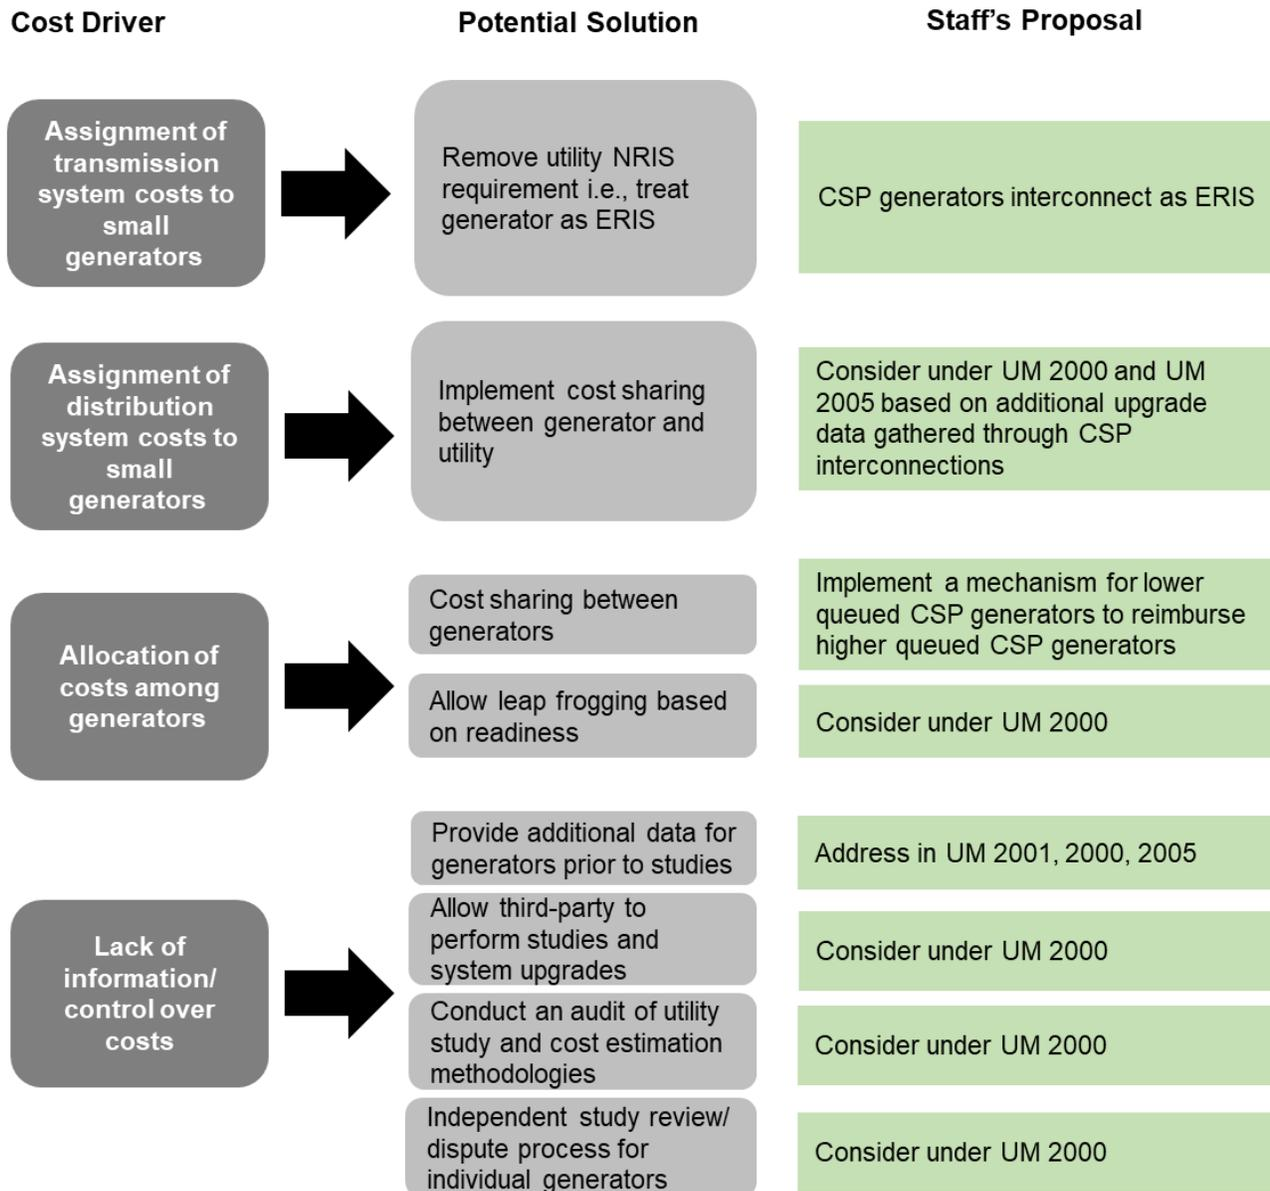 Cost Driver
Potential Solution
Staff's Proposal
Assignment of
transmission
system costs to
small
generators
Remove utility NRIS
requirement i.e., treat
generator as ERIS
CSP generators interconnect as ERIS
Assignment of
distribution
system costs to
small
generators
Implement cost sharing
between generator and
utility
Consider under UM 2000 and UM
2005 based on additional upgrade
data gathered through CSP
interconnections
Allocation of
costs among
generators
Cost sharing between
generators
Implement a mechanism for lower
queued CSP generators to reimburse
higher queued CSP generators
Allow leap frogging based
on readiness
Consider under UM 2000
Lack of
information/
control over
costs
Provide additional data for
generators prior to studies
Address in UM 2001, 2000, 2005
Allow third-party to
perform studies and
system upgrades
Consider under UM 2000
Conduct an audit of utility
study and cost estimation
methodologies
Consider under UM 2000
Independent study review/
dispute process for
individual generators
Consider under UM 2000